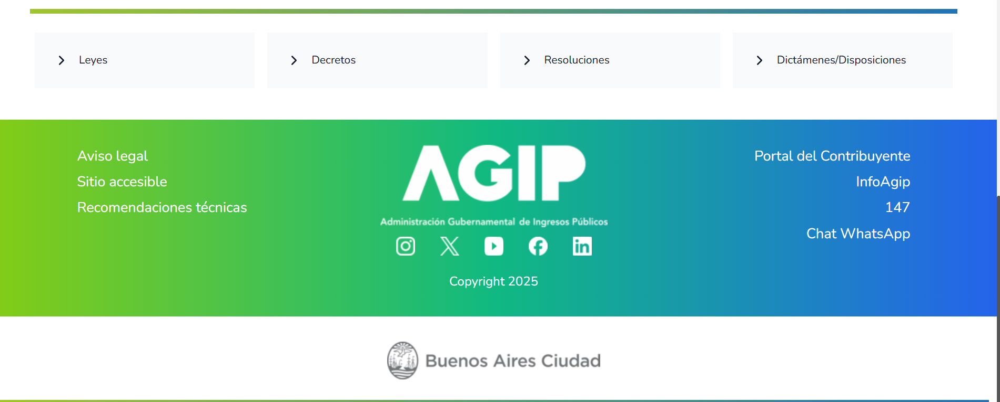 Leyes
Decretos
Resoluciones
Dictámenes/Disposiciones
Aviso legal
Sitio accesible
Recomendaciones técnicas
AGIP
Administración Gubernamental de Ingresos Públicos
Copyright 2025
Portal del Contribuyente
InfoAgip
147
Chat WhatsApp
Buenos Aires Ciudad